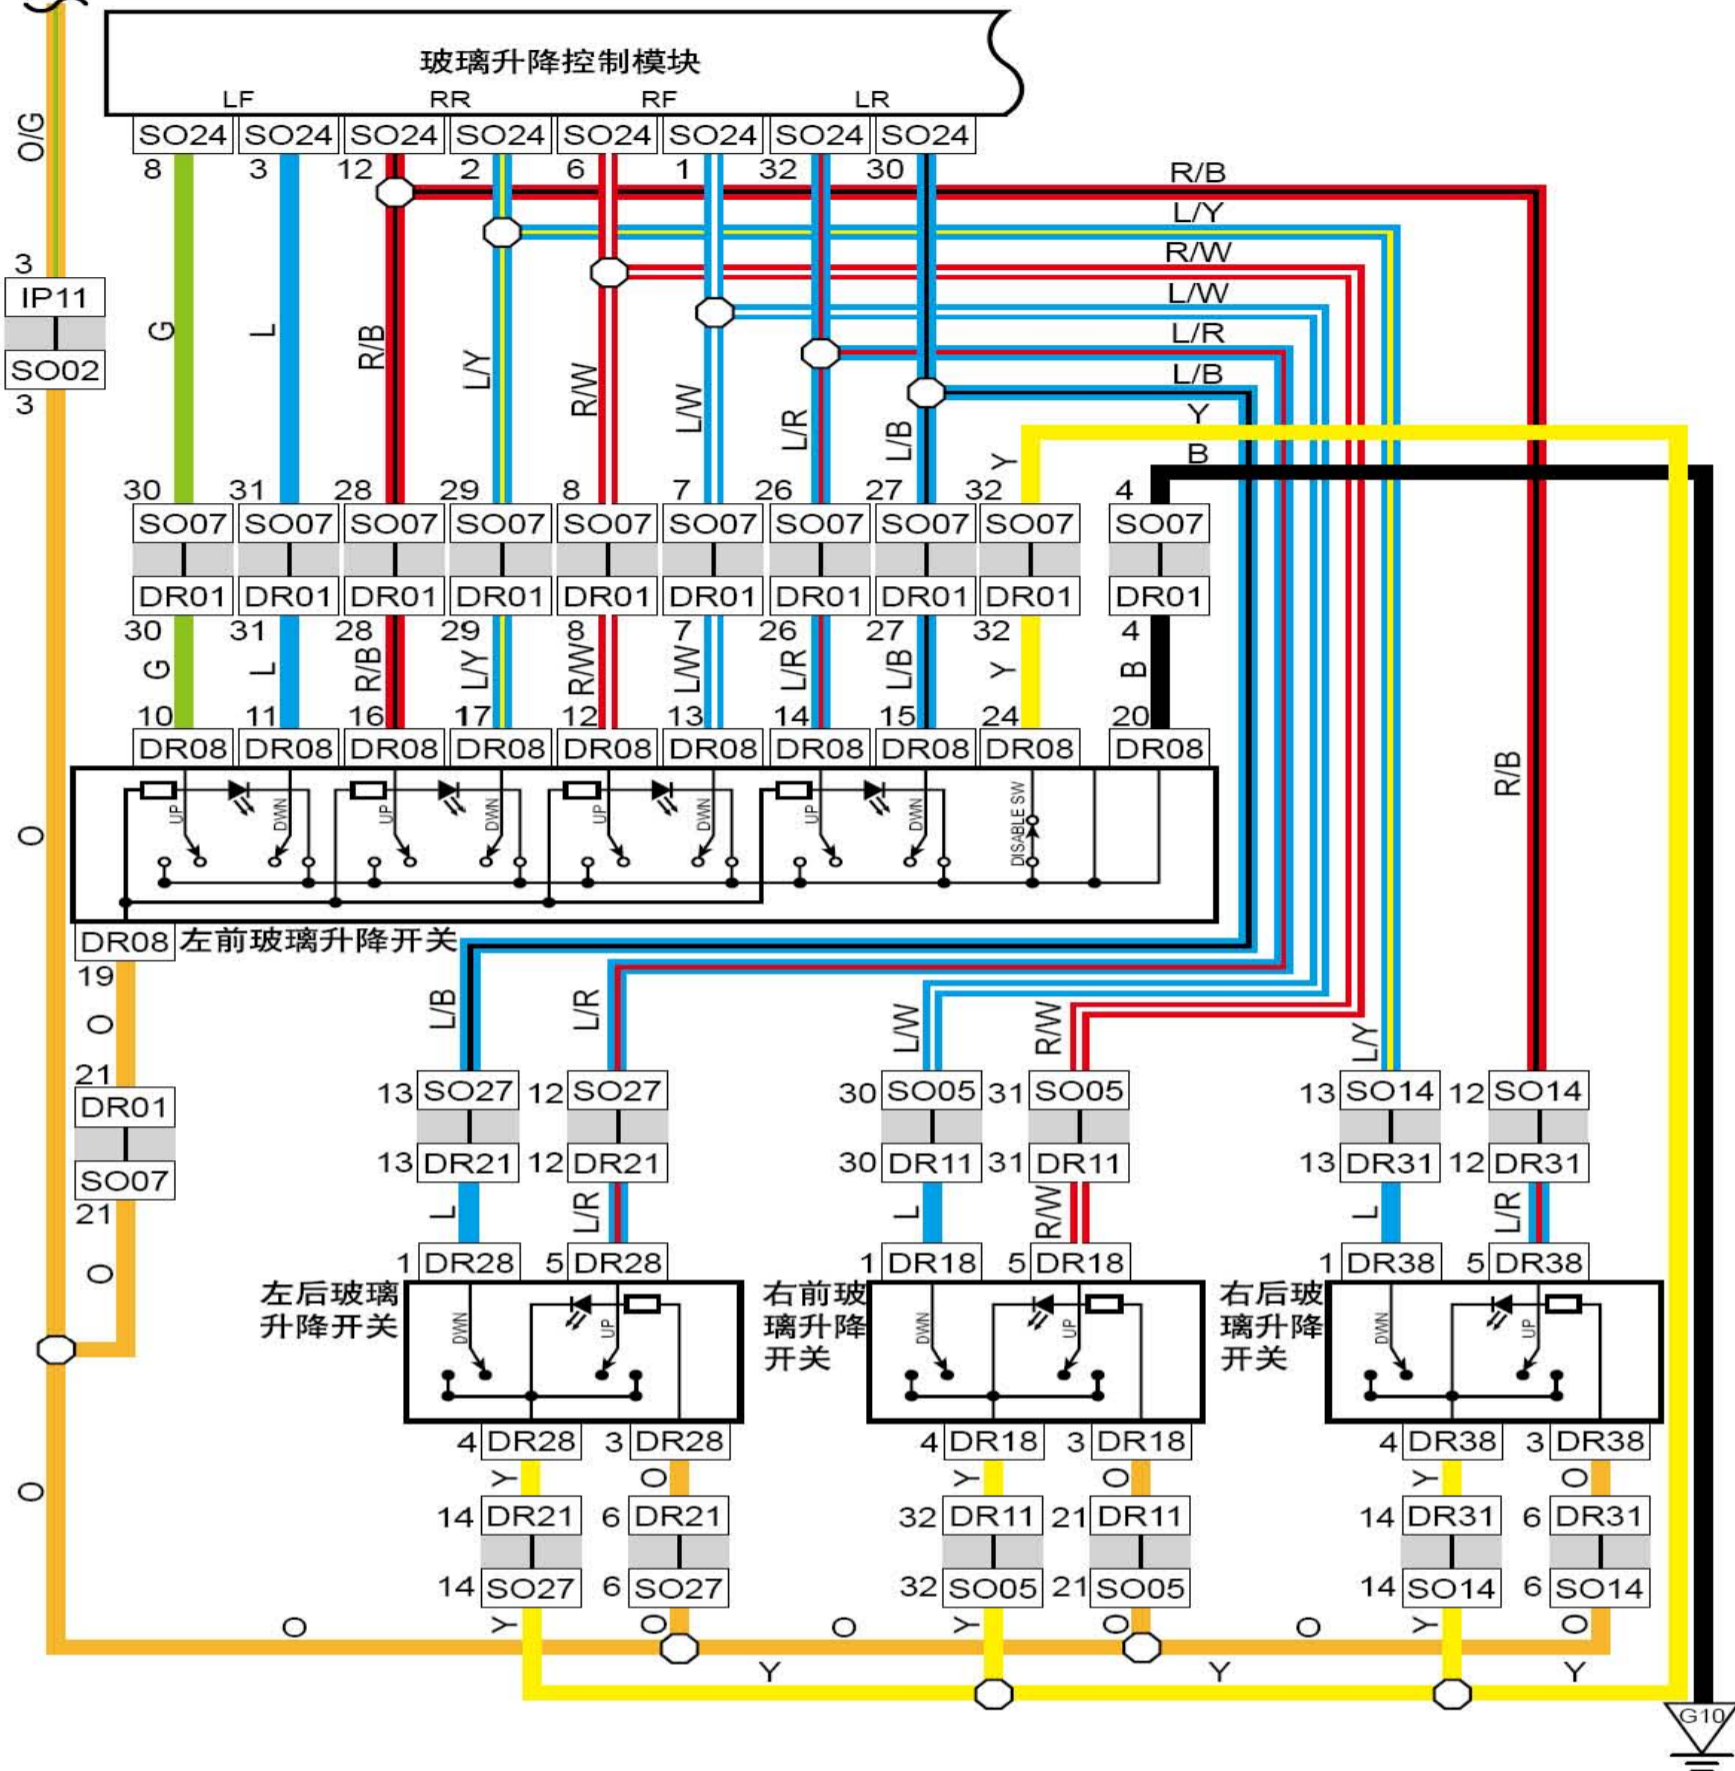 玻璃升降控制模块
LF RR RF LR
SO24 SO24 SO24 SO24 SO24 SO24 SO24 SO24
O/G
8 3 12 2 6 1 32 30
R/B
L/Y
R/W
L/W
L/R
L/B
Y
B
3
IP11
SO02
3
G L R/B L/Y R/W L/W L/R L/B Y
30 31 28 29 8 7 26 27 32 4
SO07 SO07 SO07 SO07 SO07 SO07 SO07 SO07 SO07 SO07
DR01 DR01 DR01 DR01 DR01 DR01 DR01 DR01 DR01 DR01
30 31 28 29 8 7 26 27 32 4
G L R/B L/Y R/W L/W L/R L/B Y B
10 11 16 17 12 13 14 15 24 20
DR08 DR08 DR08 DR08 DR08 DR08 DR08 DR08 DR08 DR08
R/B
UP DWN UP DWN UP DWN UP DWN DISABLE SW
O
DR08 左前玻璃升降开关
19
O
L/B L/R L/W R/W L/Y
21
DR01
SO07
21
O
13 SO27 12 SO27 30 SO05 31 SO05 13 SO14 12 SO14
13 DR21 12 DR21 30 DR11 31 DR11 13 DR31 12 DR31
L L/R L R/W L L/R
1 DR28 5 DR28 1 DR18 5 DR18 1 DR38 5 DR38
左后玻璃
升降开关
DWN UP
右前玻
璃升降
开关
DWN UP
右后玻
璃升降
开关
DWN UP
4 DR28 3 DR28 4 DR18 3 DR18 4 DR38 3 DR38
O
Y O Y O Y O
14 DR21 6 DR21 32 DR11 21 DR11 14 DR31 6 DR31
14 SO27 6 SO27 32 SO05 21 SO05 14 SO14 6 SO14
Y O Y O Y O
O O O
Y Y Y
G10